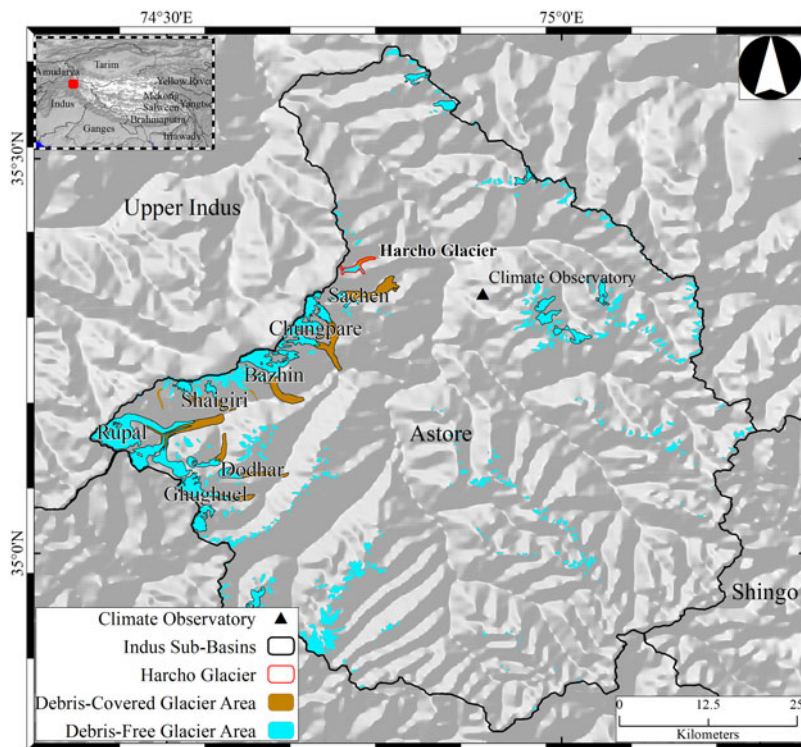 74°30'E
75°0'E
Amudarya
Tarim
Yellow River
Indus
Mekong
Yangtse
Salween
Brahmaputra
Ganges
Irrawady
35°30'N
Upper Indus
Harcho Glacier
Climate Observatory
Sachen
Chungpare
Bazhin
Shaigiri
Astore
Rupal
Dodhar
Ghughuel
35°0'N
Shingo
Climate Observatory
Indus Sub-Basins
Harcho Glacier
Debris-Covered Glacier Area
Debris-Free Glacier Area
0 12.5 25
Kilometers